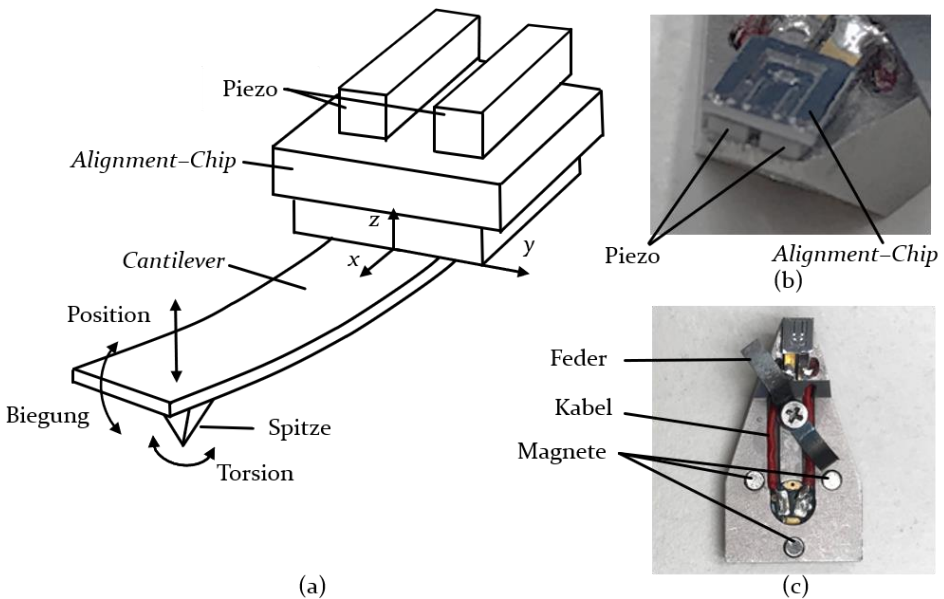 Piezo
Alignment–Chip
z
y
x
Cantilever
Position
Biegung
Spitze
Torsion
(a)
Piezo
Alignment–Chip
(b)
Feder
Kabel
Magnete
(c)